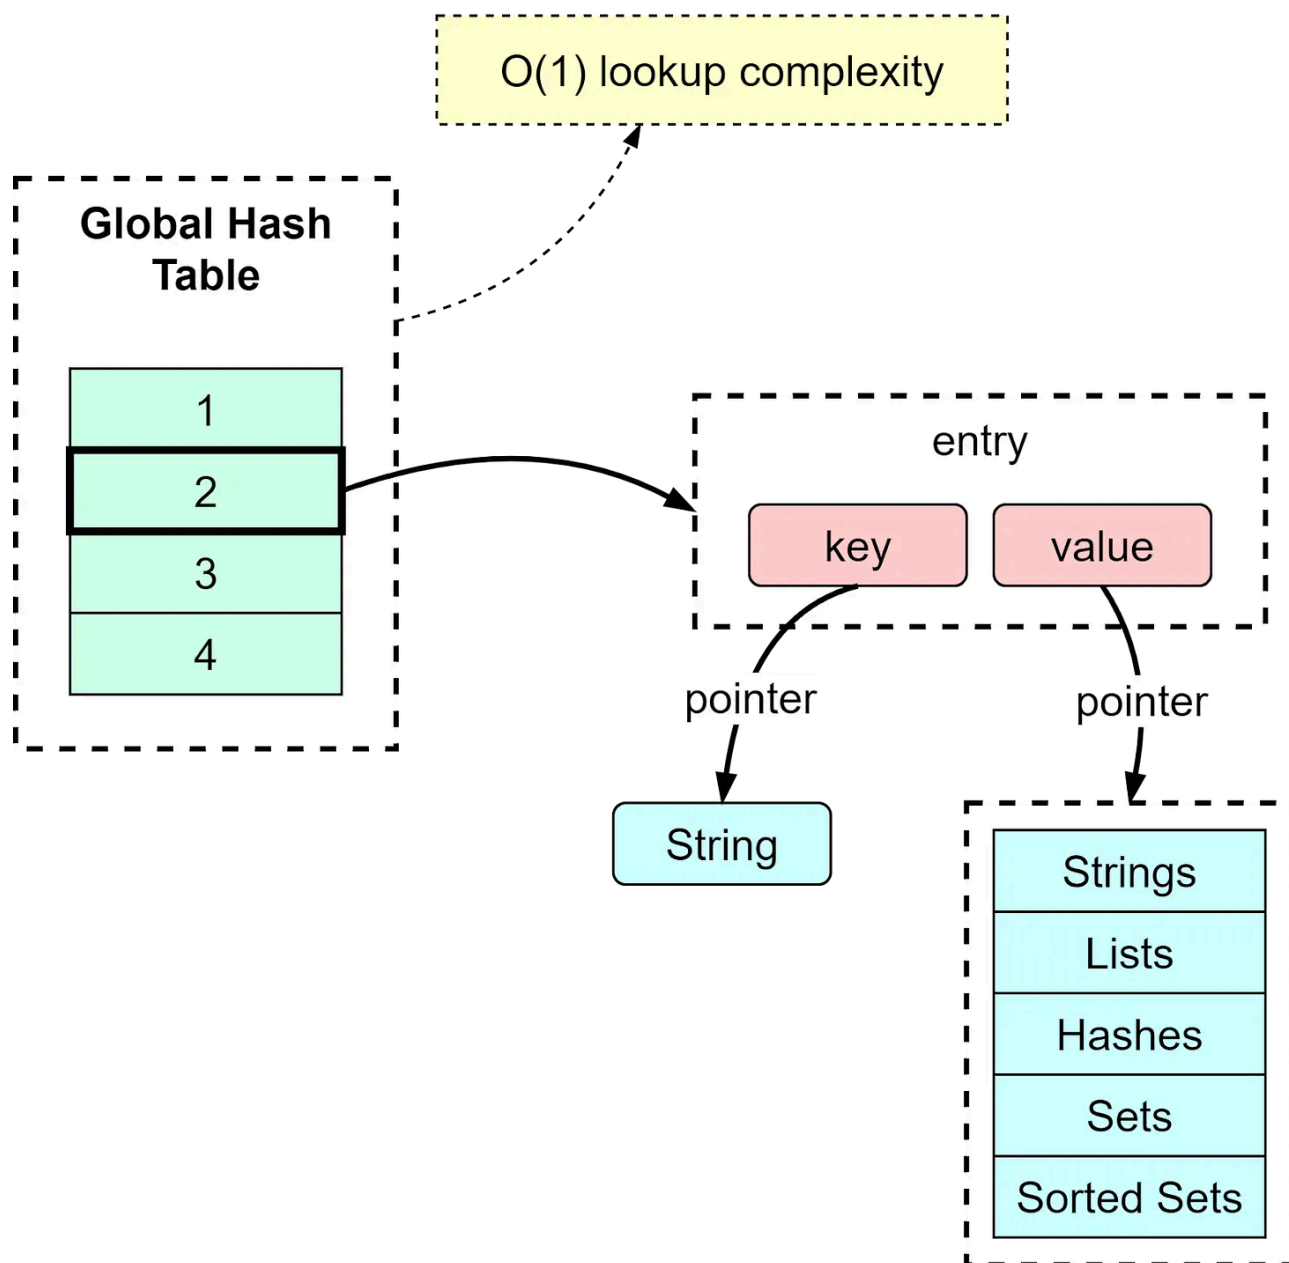 O(1) lookup complexity
Global Hash
Table
1
2
3
4
entry
key
value
pointer
pointer
String
Strings
Lists
Hashes
Sets
Sorted Sets